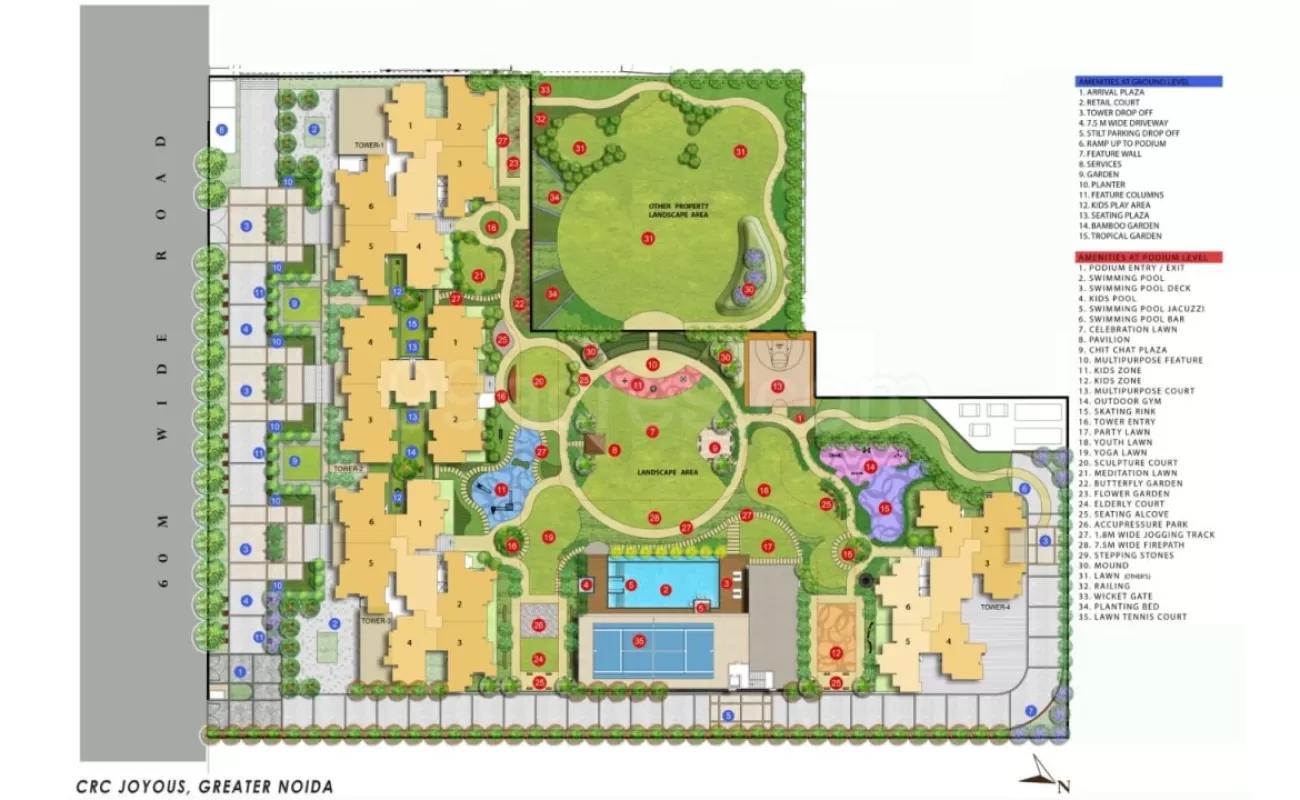 60M WIDE ROAD
TOWER-1
TOWER-2
TOWER-3
TOWER-4
OTHER PROPERTY
LANDSCAPE AREA
LANDSCAPE AREA
AMENITIES AT GROUND LEVEL
1. ARRIVAL PLAZA
2. RETAIL COURT
3. TOWER DROP OFF
4. 7.5 M WIDE DRIVEWAY
5. STILT PARKING DROP OFF
6. RAMP UP TO PODIUM
7. FEATURE WALL
8. SERVICES
9. GARDEN
10. PLANTER
11. FEATURE COLUMNS
12. KIDS PLAY AREA
13. SEATING PLAZA
14. BAMBOO GARDEN
15. TROPICAL GARDEN
AMENITIES AT PODIUM LEVEL
1. PODIUM ENTRY / EXIT
2. SWIMMING POOL
3. SWIMMING POOL DECK
4. KIDS POOL
5. SWIMMING POOL JACUZZI
6. SWIMMING POOL BAR
7. CELEBRATION LAWN
8. PAVILION
9. CHIT CHAT PLAZA
10. MULTIPURPOSE FEATURE
11. KIDS ZONE
12. KIDS ZONE
13. MULTIPURPOSE COURT
14. OUTDOOR GYM
15. SKATING RINK
16. TOWER ENTRY
17. PARTY LAWN
18. YOUTH LAWN
19. YOGA LAWN
20. SCULPTURE COURT
21. MEDITATION LAWN
22. BUTTERFLY GARDEN
23. FLOWER GARDEN
24. ELDERLY COURT
25. SEATING ALCOVE
26. ACCUPRESSURE PARK
27. 1.8M WIDE JOGGING TRACK
28. 7.5M WIDE FIREPATH
29. STEPPING STONES
30. MOUND
31. LAWN (OTHERS)
32. RAILING
33. WICKET GATE
34. PLANTING BED
35. LAWN TENNIS COURT
CRC JOYOUS, GREATER NOIDA
N